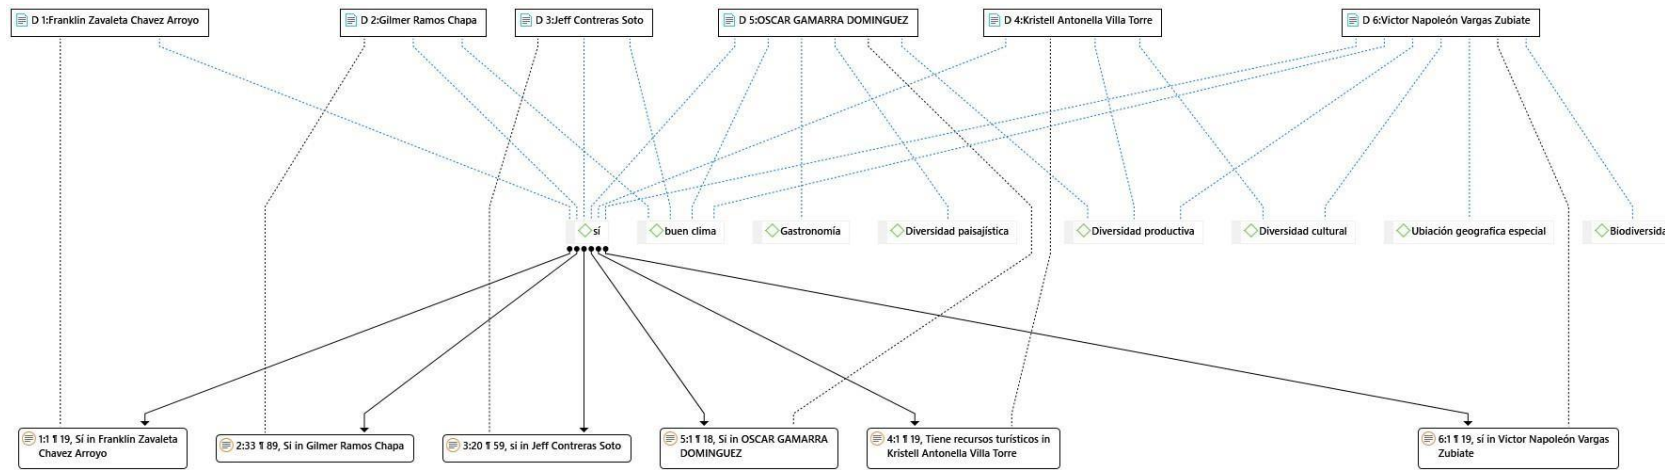 D 1:Franklin Zavaleta Chavez Arroyo
D 2:Gilmer Ramos Chapa
D 3:Jeff Contreras Soto
D 5:OSCAR GAMARRA DOMINGUEZ
D 4:Kristell Antonella Villa Torre
D 6:Victor Napoleón Vargas Zubiate
sí
buen clima
Gastronomía
Diversidad paisajística
Diversidad productiva
Diversidad cultural
Ubiación geografica especial
Biodiversida
1:1 ¶ 19, Sí in Franklin Zavaleta
Chavez Arroyo
2:33 ¶ 89, Si in Gilmer Ramos Chapa
3:20 ¶ 59, si in Jeff Contreras Soto
5:1 ¶ 18, Si in OSCAR GAMARRA
DOMINGUEZ
4:1 ¶ 19, Tiene recursos turísticos in
Kristell Antonella Villa Torre
6:1 ¶ 19, sí in Victor Napoleón Vargas
Zubiate